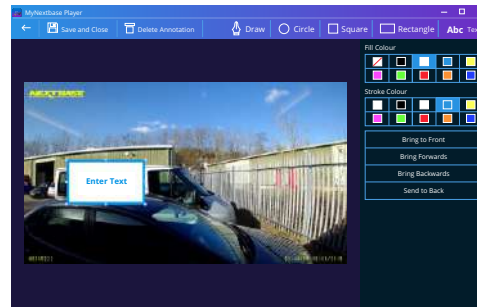 MyNextbase Player
Save and Close Delete Annotation Draw Circle Square Rectangle Abc Tex
Fill Colour
Stroke Colour
Bring to Front
Bring Forwards
Bring Backwards
Send to Back
NEXTBASE
Enter Text